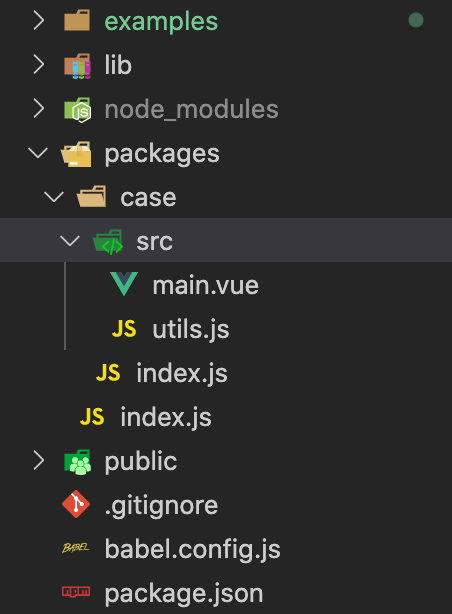 examples
lib
node_modules
packages
case
src
main.vue
JS utils.js
JS index.js
JS index.js
public
.gitignore
BABEL babel.config.js
npm package.json